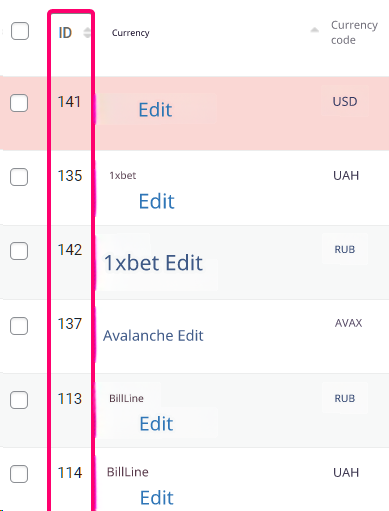 ID
Currency
Currency
code
141
Edit
USD
135
1xbet
UAH
Edit
142
1xbet Edit
RUB
137
Avalanche Edit
AVAX
113
BillLine
RUB
Edit
114
BillLine
UAH
Edit